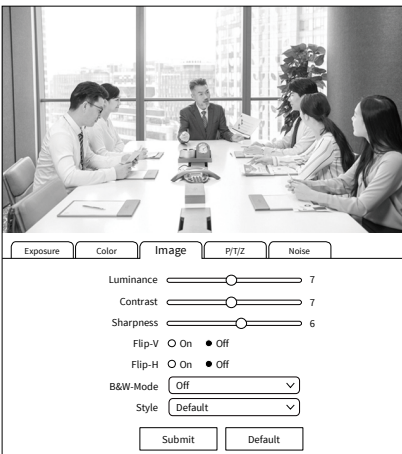 Exposure Color Image P/T/Z Noise
Luminance 7
Contrast 7
Sharpness 6
Flip-V On Off
Flip-H On Off
B&W-Mode Off
Style Default
Submit Default